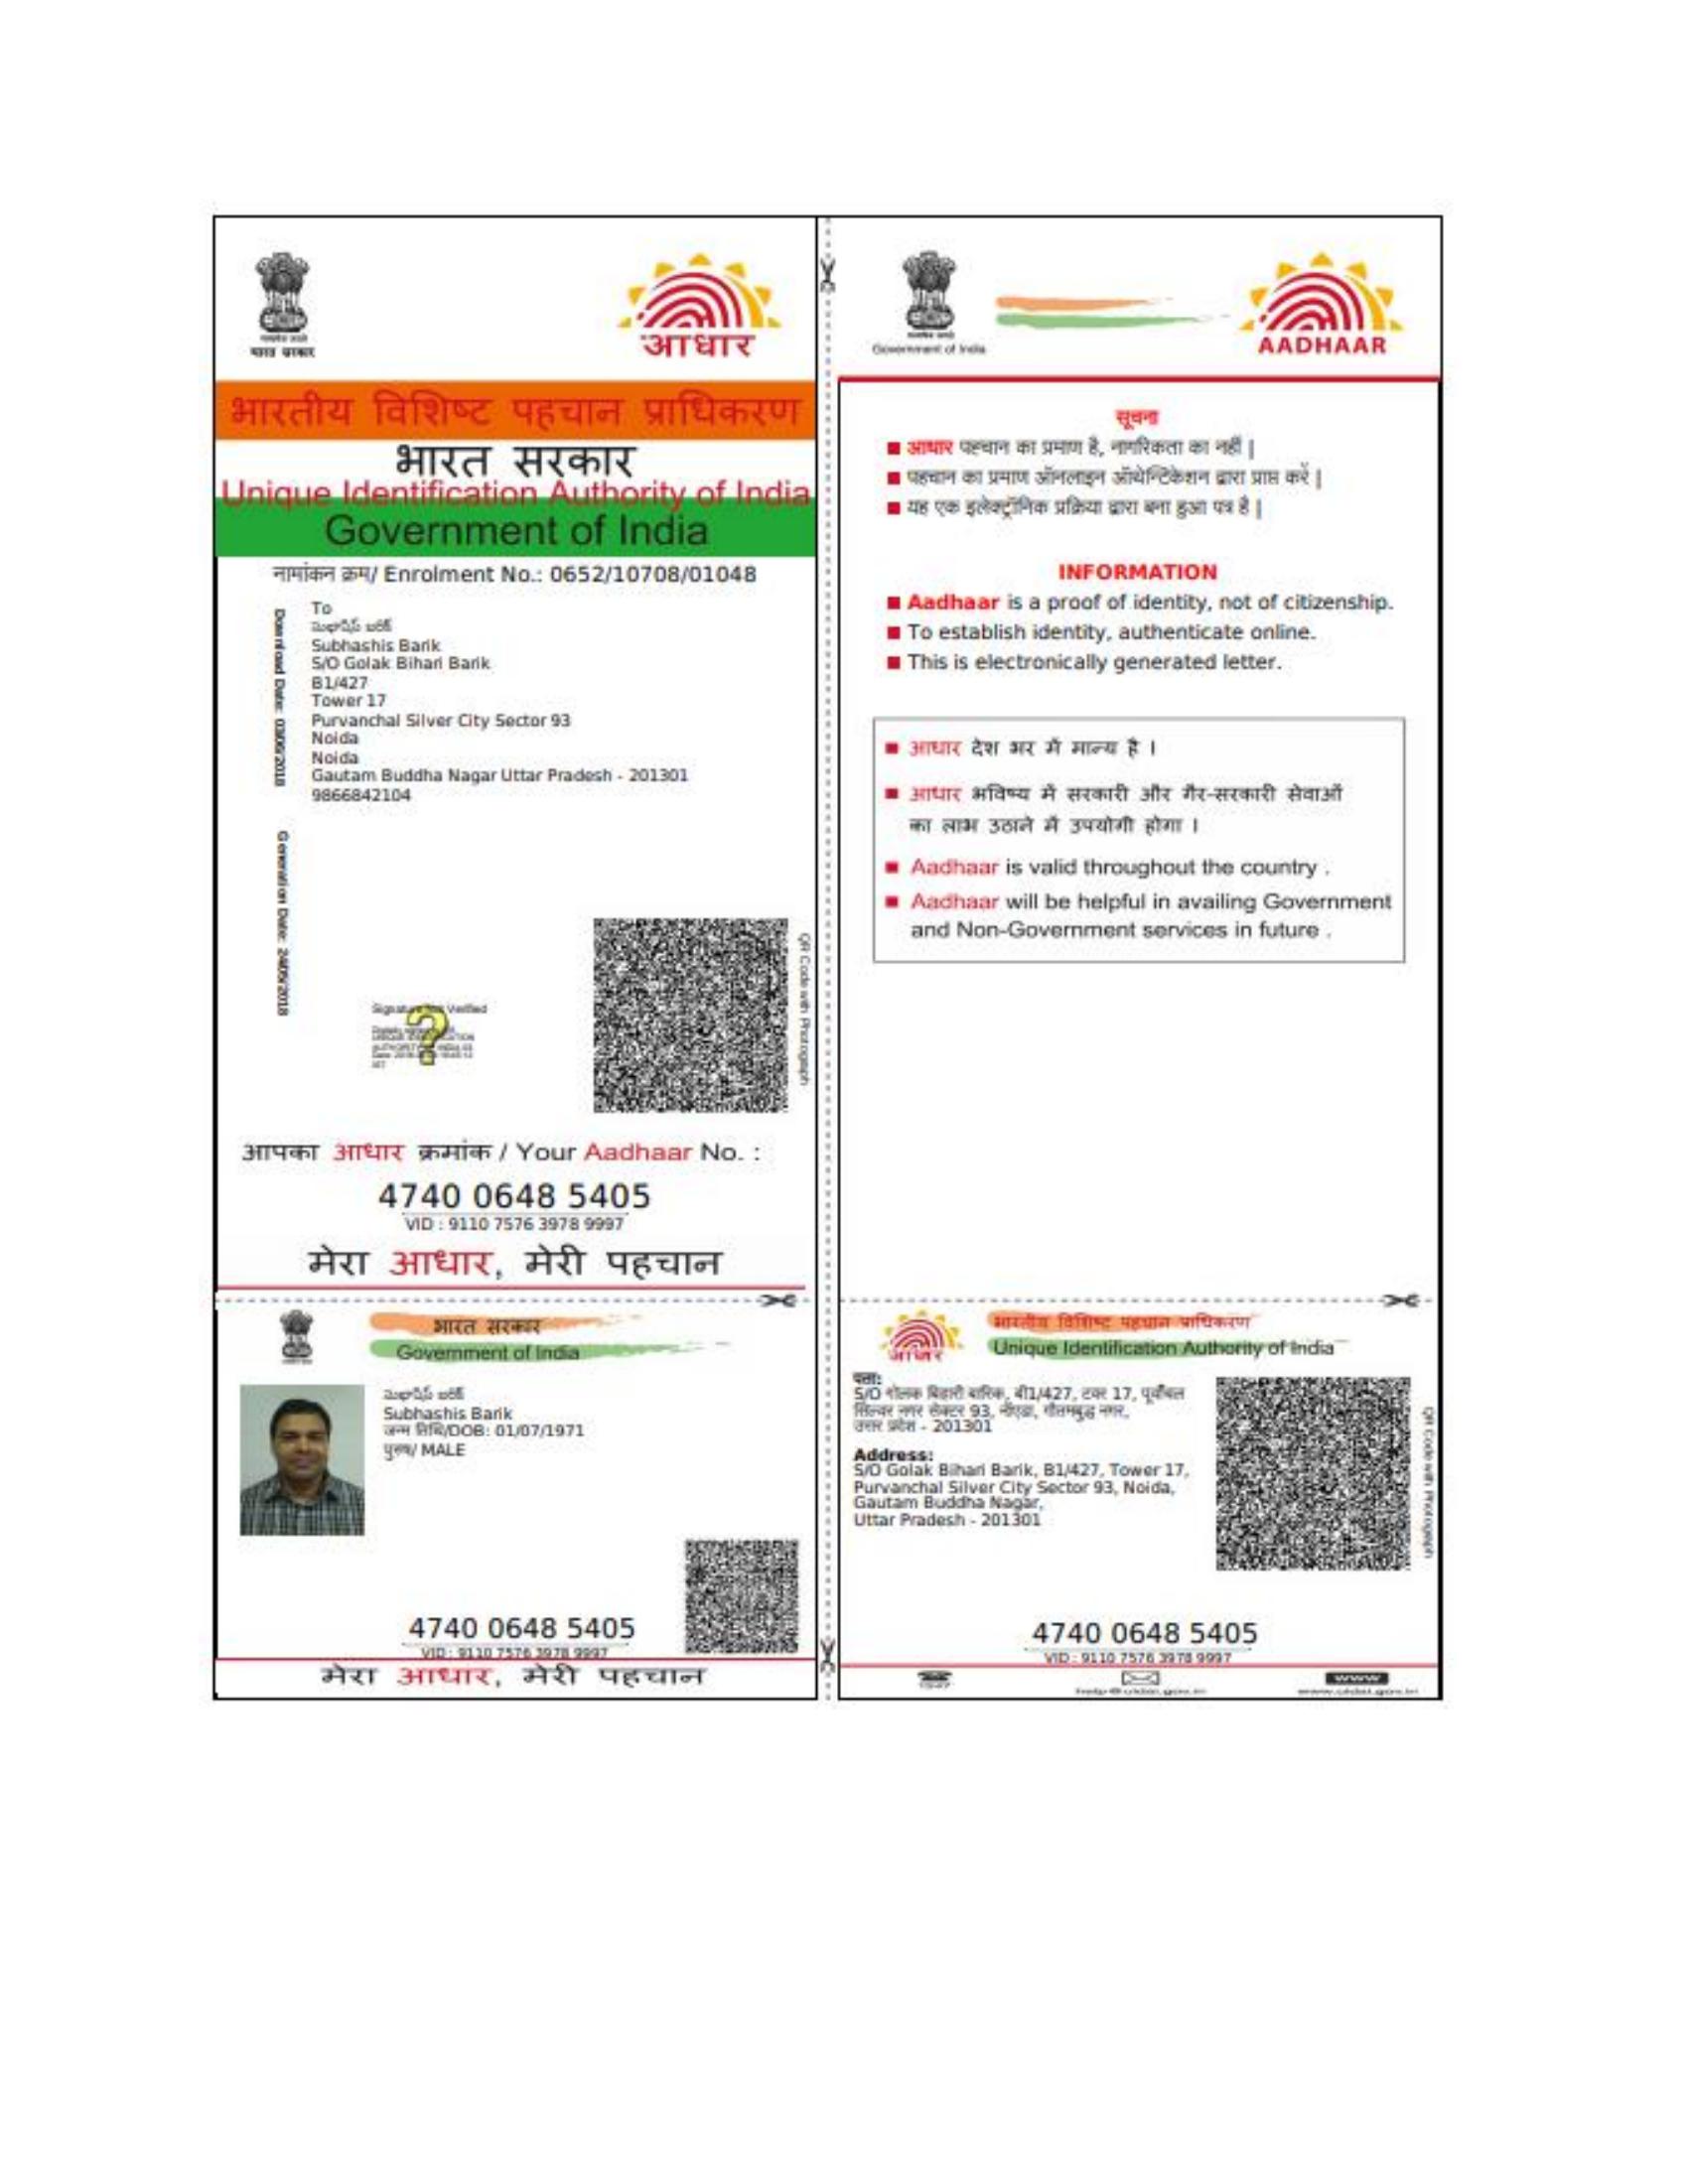 भारत सरकार
आधार
भारतीय विशिष्ट पहचान प्राधिकरण
भारत सरकार
Unique Identification Authority of India
Government of India
नामांकन क्रम/ Enrolment No.: 0652/10708/01048
To
సుభాషిస్ బరిక్
Subhashis Barik
S/O Golak Bihari Barik
B1/427
Tower 17
Purvanchal Silver City Sector 93
Noida
Noida
Gautam Buddha Nagar Uttar Pradesh - 201301
9866842104
Download Date: 03/06/2018
Generation Date: 24/05/2018
Signature Not Verified
QR Code with Photograph
आपका आधार क्रमांक / Your Aadhaar No. :
4740 0648 5405
VID : 9110 7576 3978 9997
मेरा आधार, मेरी पहचान
भारत सरकार
Government of India
సుభాషిస్ బరిక్
Subhashis Barik
जन्म तिथि/DOB: 01/07/1971
पुरुष/ MALE
4740 0648 5405
VID : 9110 7576 3978 9997
मेरा आधार, मेरी पहचान
Government of India
AADHAAR
सूचना
आधार पहचान का प्रमाण है, नागरिकता का नहीं |
पहचान का प्रमाण ऑनलाइन ऑथेन्टिकेशन द्वारा प्राप्त करें |
यह एक इलेक्ट्रॉनिक प्रक्रिया द्वारा बना हुआ पत्र है |
INFORMATION
Aadhaar is a proof of identity, not of citizenship.
To establish identity, authenticate online.
This is electronically generated letter.
आधार देश भर में मान्य है ।
आधार भविष्य में सरकारी और गैर-सरकारी सेवाओं
का लाभ उठाने में उपयोगी होगा ।
Aadhaar is valid throughout the country .
Aadhaar will be helpful in availing Government
and Non-Government services in future .
आधार
भारतीय विशिष्ट पहचान प्राधिकरण
Unique Identification Authority of India
पता:
S/O गोलक बिहारी बारिक, बी1/427, टवर 17, पूर्वांचल
सिल्वर नगर सेक्टर 93, नोएडा, गौतमबुद्ध नगर,
उत्तर प्रदेश - 201301
Address:
S/O Golak Bihari Barik, B1/427, Tower 17,
Purvanchal Silver City Sector 93, Noida,
Gautam Buddha Nagar,
Uttar Pradesh - 201301
QR Code with Photograph
4740 0648 5405
VID : 9110 7576 3978 9997
1947
help@uidai.gov.in
www
www.uidai.gov.in